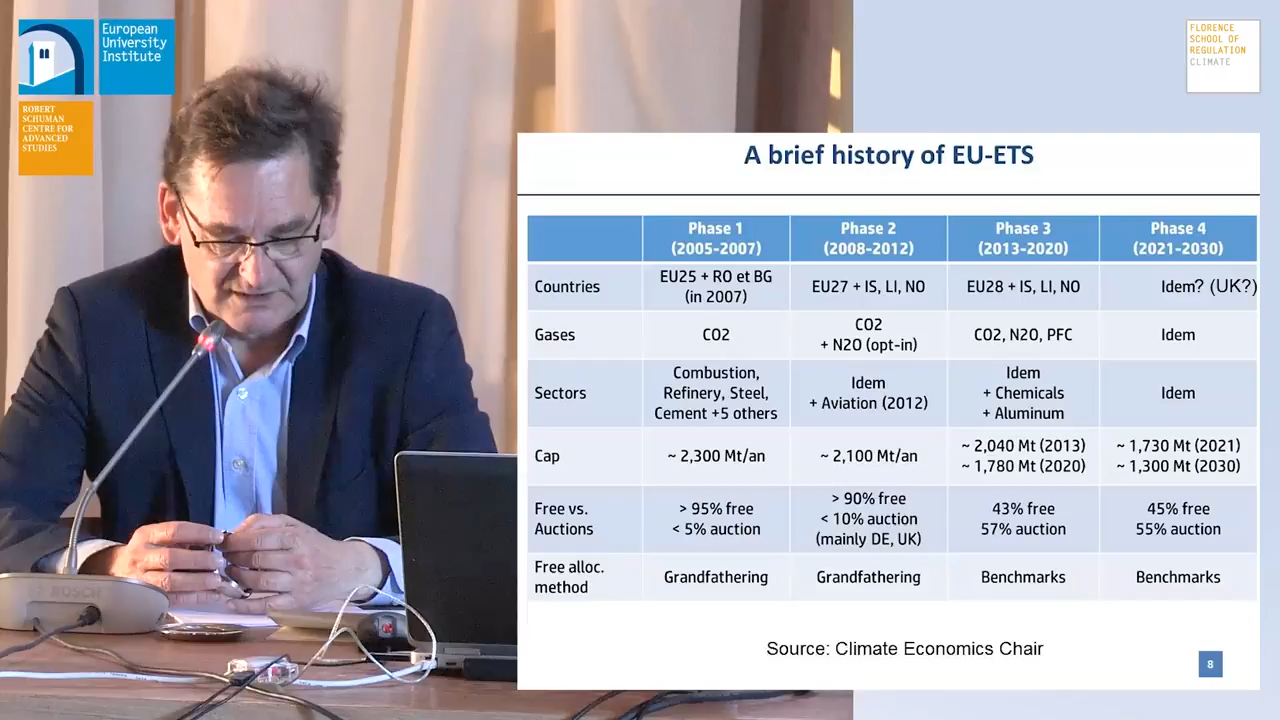 European
University
Institute
ROBERT
SCHUMAN
CENTRE FOR
ADVANCED
STUDIES
FLORENCE
SCHOOL OF
REGULATION
CLIMATE
A brief history of EU-ETS
Phase 1
(2005-2007)
Phase 2
(2008-2012)
Phase 3
(2013-2020)
Phase 4
(2021-2030)
Countries
EU25 + RO et BG
(in 2007)
EU27 + IS, LI, NO
EU28 + IS, LI, NO
Idem? (UK?)
Gases
CO2
CO2
+ N2O (opt-in)
CO2, N2O, PFC
Idem
Sectors
Combustion,
Refinery, Steel,
Cement +5 others
Idem
+ Aviation (2012)
Idem
+ Chemicals
+ Aluminum
Idem
Cap
~ 2,300 Mt/an
~ 2,100 Mt/an
~ 2,040 Mt (2013)
~ 1,780 Mt (2020)
~ 1,730 Mt (2021)
~ 1,300 Mt (2030)
Free vs.
Auctions
> 95% free
< 5% auction
> 90% free
< 10% auction
(mainly DE, UK)
43% free
57% auction
45% free
55% auction
Free alloc.
method
Grandfathering
Grandfathering
Benchmarks
Benchmarks
Source: Climate Economics Chair
8
BOSCH